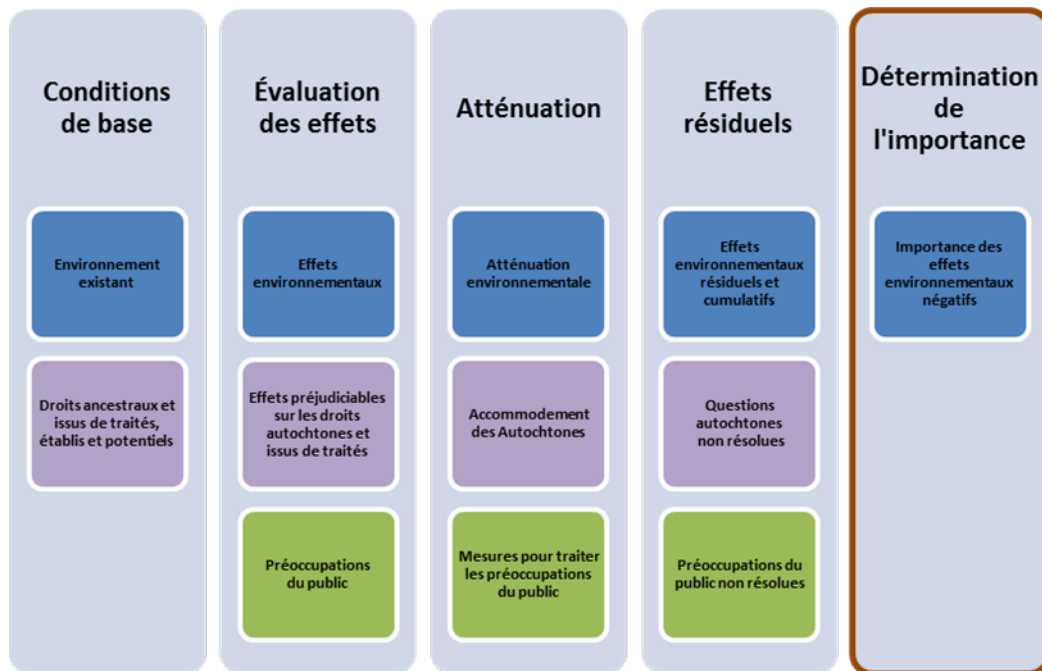 Conditions
de base
Évaluation
des effets
Atténuation
Effets
résiduels
Détermination
de
l'importance
Environnement
existant
Effets
environnementaux
Atténuation
environnementale
Effets
environnementaux
résiduels et
cumulatifs
Importance des
effets
environnementaux
négatifs
Droits ancestraux et
issus de traités,
établis et potentiels
Effets préjudiciables
sur les droits
autochtones et
issus de traités
Accommodement
des Autochtones
Questions
autochtones
non résolues
Préoccupations
du public
Mesures pour traiter
les préoccupations
du public
Préoccupations du
public non résolues